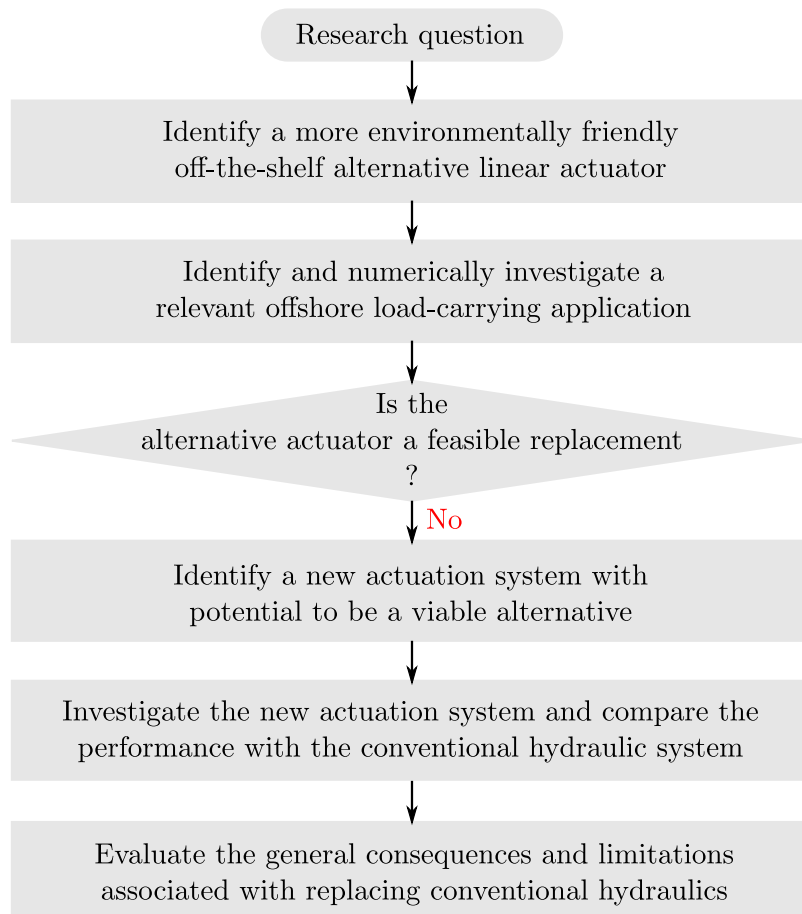 Research question
Identify a more environmentally friendly
off-the-shelf alternative linear actuator
Identify and numerically investigate a
relevant offshore load-carrying application
Is the
alternative actuator a feasible replacement
?
No
Identify a new actuation system with
potential to be a viable alternative
Investigate the new actuation system and compare the
performance with the conventional hydraulic system
Evaluate the general consequences and limitations
associated with replacing conventional hydraulics